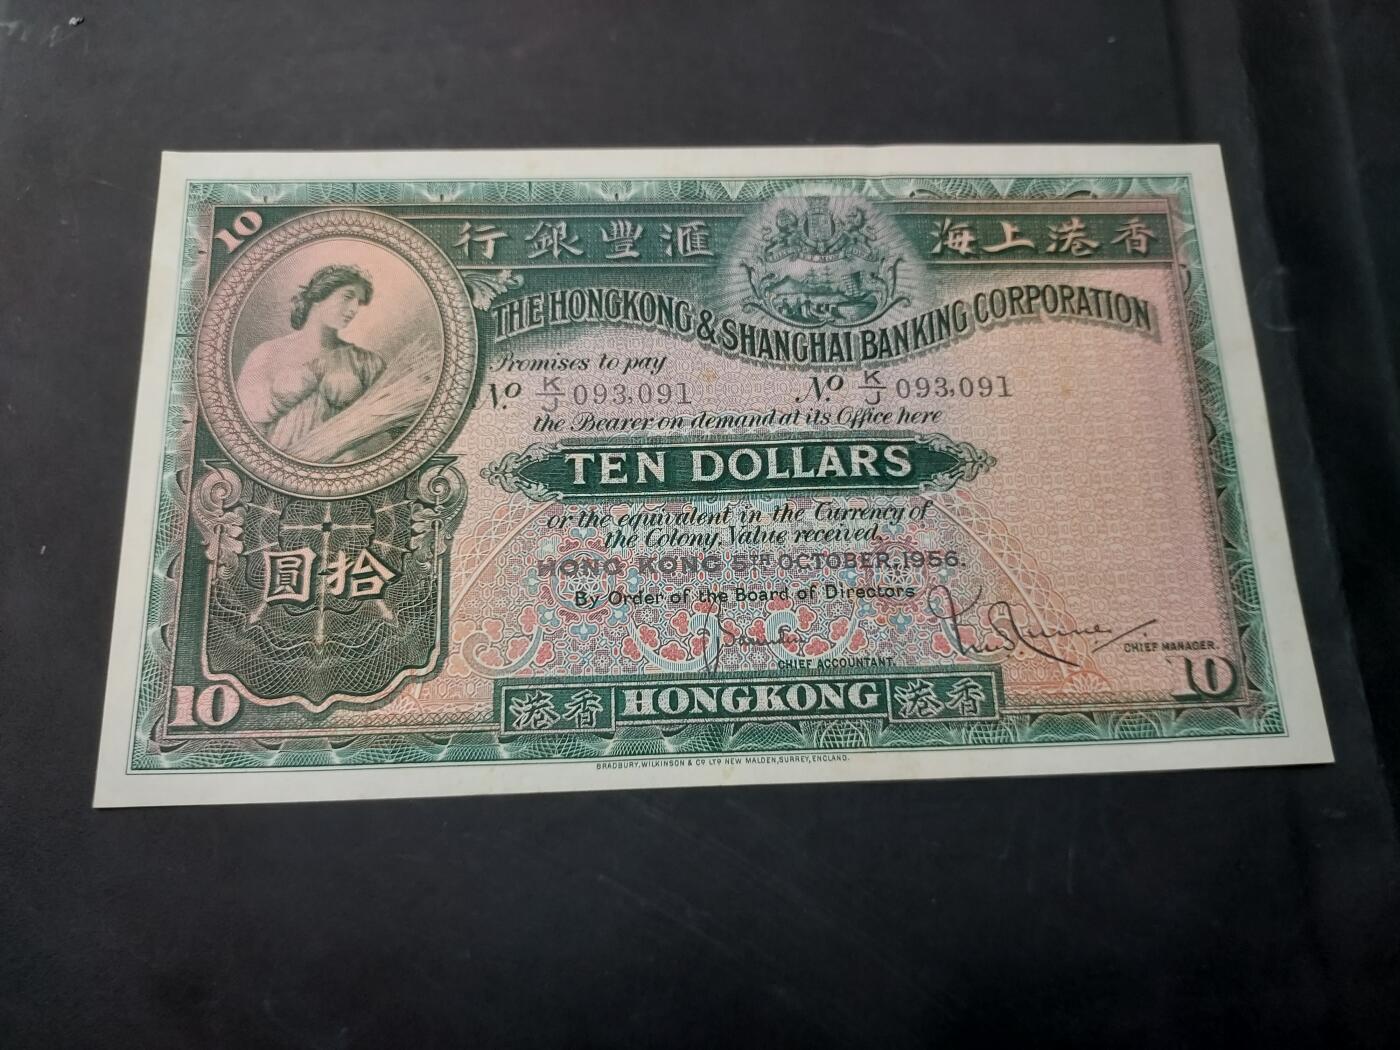 10
行銀豐滙 海上港香
THE HONGKONG & SHANGHAI BANKING CORPORATION
Promises to pay
No. K/J 093,091 No. K/J 093,091
the Bearer on demand at its Office here
TEN DOLLARS
or the equivalent in the Currency of
the Colony, Value received.
HONG KONG 5TH OCTOBER, 1956.
By Order of the Board of Directors
圓拾
CHIEF ACCOUNTANT.
CHIEF MANAGER.
10
港香 HONGKONG 港香
10
BRADBURY, WILKINSON & Co. LTD NEW MALDEN, SURREY, ENGLAND.